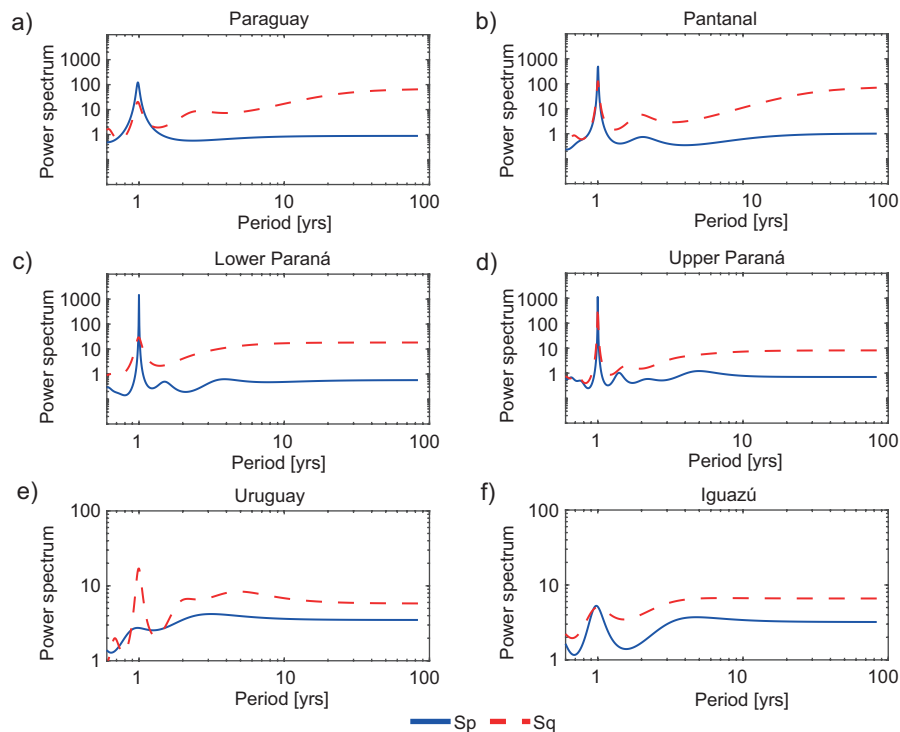 a) Paraguay
Power spectrum
1000
100
10
1
1 10 100
Period [yrs]
b) Pantanal
Power spectrum
1000
100
10
1
1 10 100
Period [yrs]
c) Lower Paraná
Power spectrum
1000
100
10
1
1 10 100
Period [yrs]
d) Upper Paraná
Power spectrum
1000
100
10
1
1 10 100
Period [yrs]
e) Uruguay
Power spectrum
100
10
1
1 10 100
Period [yrs]
f) Iguazú
Power spectrum
100
10
1
1 10 100
Period [yrs]
Sp Sq